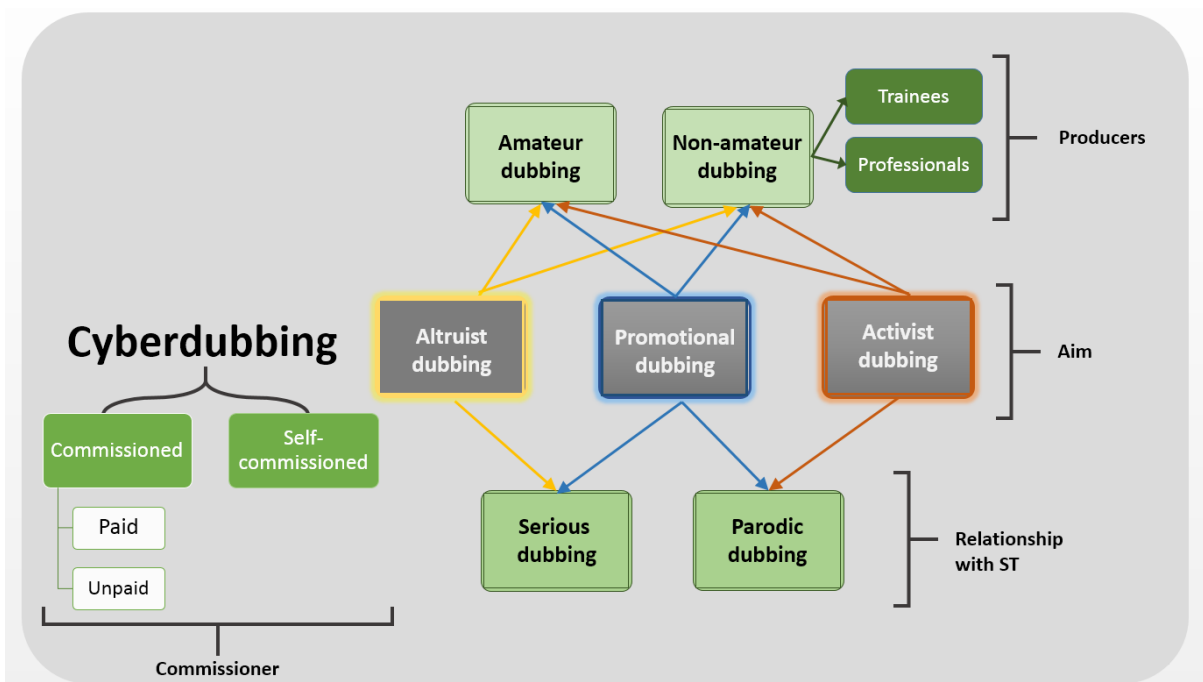 Trainees
Amateur
dubbing
Non-amateur
dubbing
Professionals
Producers
Cyberdubbing
Altruist
dubbing
Promotional
dubbing
Activist
dubbing
Aim
Commissioned
Self-
commissioned
Paid
Unpaid
Serious
dubbing
Parodic
dubbing
Relationship
with ST
Commissioner